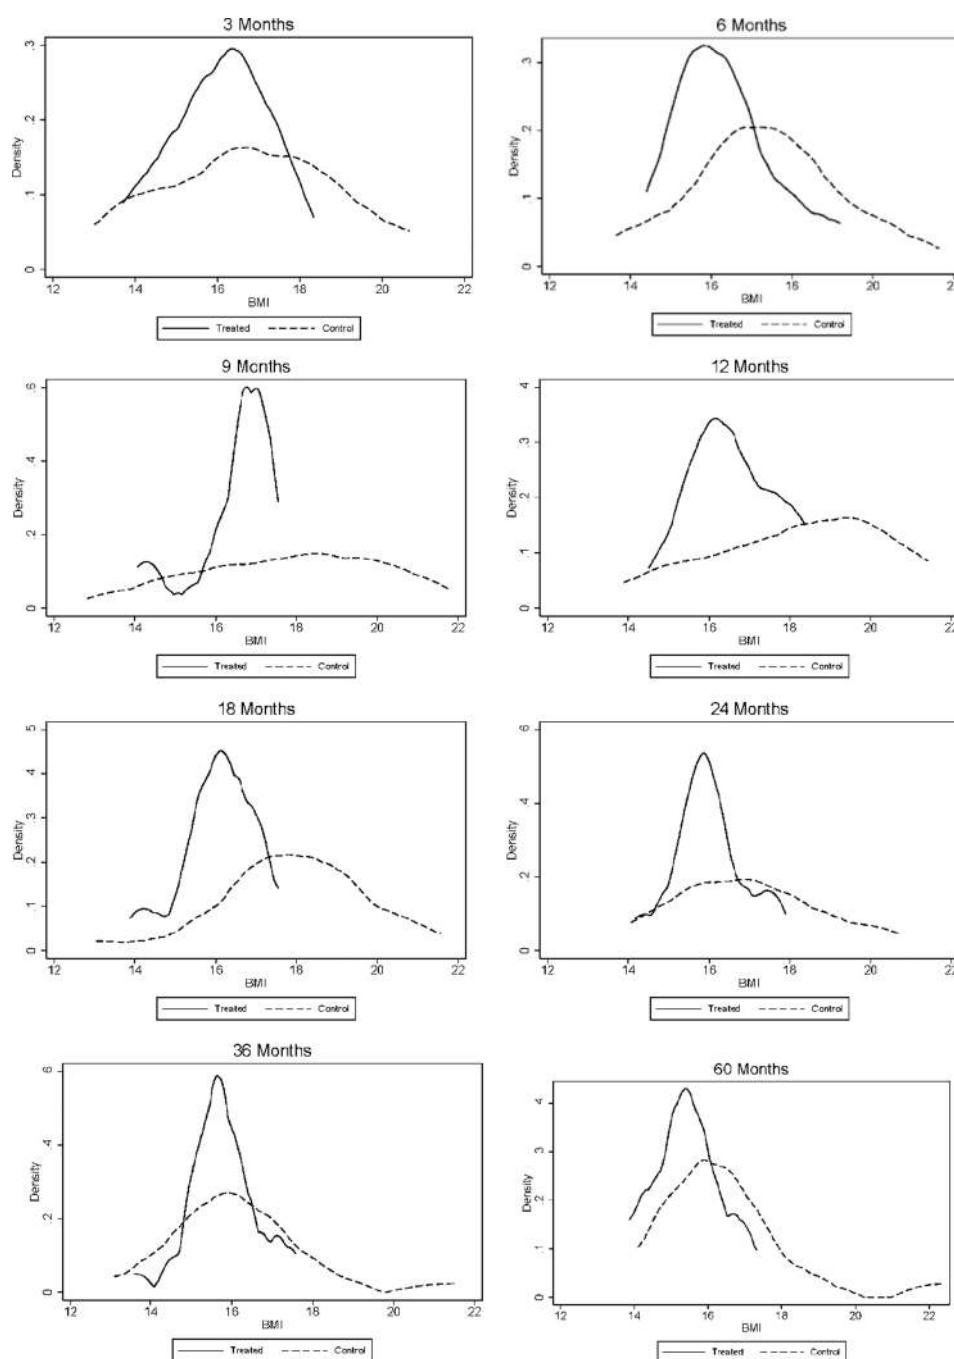 3 Months
6 Months
Density
0 .1 .2 .3
12 14 16 18 20 22
BMI
Treated Control
Density
0 .1 .2 .3
12 14 16 18 20 22
BMI
Treated Control
9 Months
12 Months
Density
0 .2 .4 .6
12 14 16 18 20 22
BMI
Treated Control
Density
0 .1 .2 .3 .4
12 14 16 18 20 22
BMI
Treated Control
18 Months
24 Months
Density
0 .1 .2 .3 .4 .5
12 14 16 18 20 22
BMI
Treated Control
Density
0 .2 .4 .6
12 14 16 18 20 22
BMI
Treated Control
36 Months
60 Months
Density
0 .2 .4 .6
12 14 16 18 20 22
BMI
Treated Control
Density
0 .1 .2 .3 .4
12 14 16 18 20 22
BMI
Treated Control